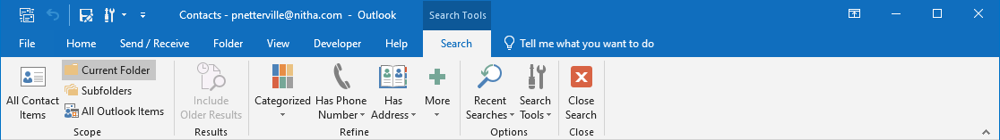 Contacts - pnetterville@nitha.com - Outlook
Search Tools
File
Home
Send / Receive
Folder
View
Developer
Help
Search
Tell me what you want to do
All Contact
Items
Current Folder
Subfolders
All Outlook Items
Scope
Include
Older Results
Results
Categorized
Has Phone
Number
Has
Address
More
Refine
Recent
Searches
Search
Tools
Options
Close
Search
Close